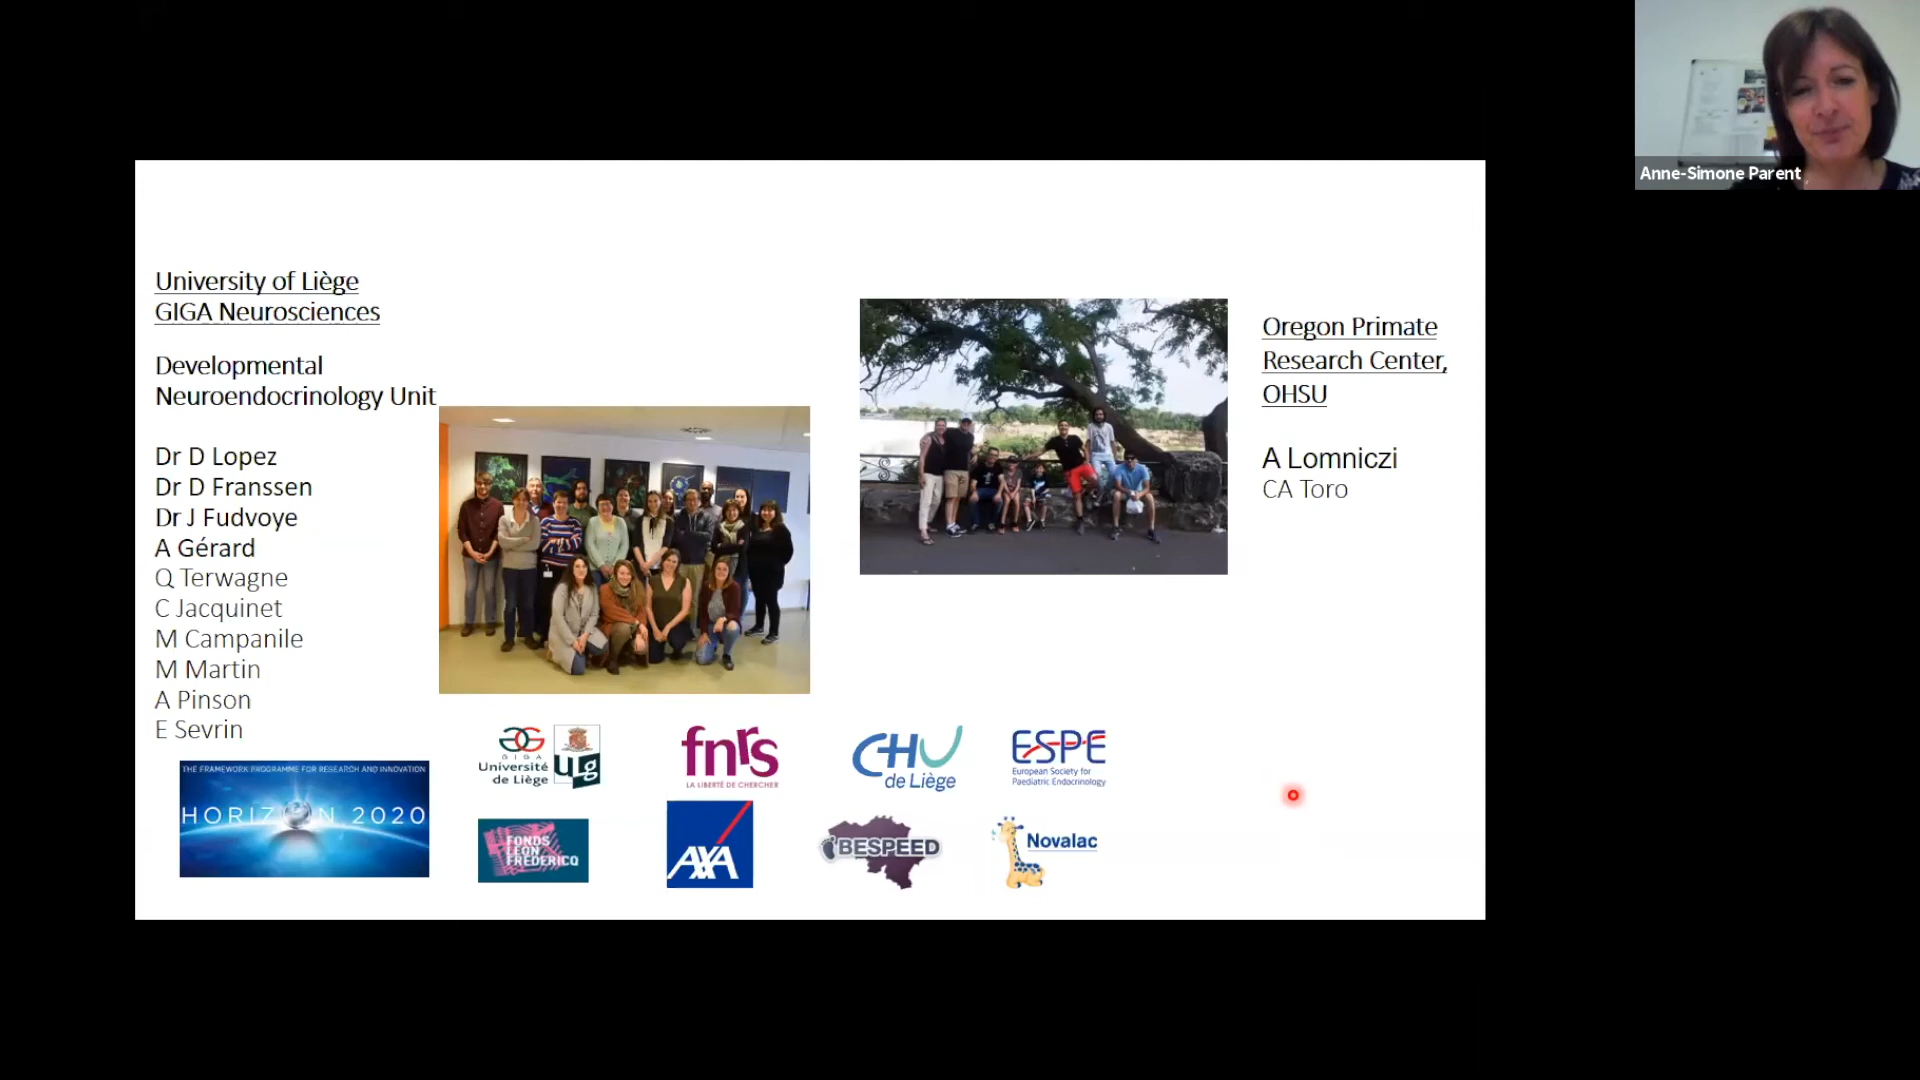 Anne-Simone Parent
University of Liège
GIGA Neurosciences
Developmental
Neuroendocrinology Unit
Dr D Lopez
Dr D Franssen
Dr J Fudvoye
A Gérard
Q Terwagne
C Jacquinet
M Campanile
M Martin
A Pinson
E Sevrin
Oregon Primate
Research Center,
OHSU
A Lomniczi
CA Toro
THE FRAMEWORK PROGRAMME FOR RESEARCH AND INNOVATION
HORIZON 2020
GIGA
Université
de Liège
ulg
fnrs
LA LIBERTÉ DE CHERCHER
CHU
de Liège
ESPE
European Society for
Paediatric Endocrinology
FONDS
LÉON
FREDERICQ
AXA
BESPEED
Novalac